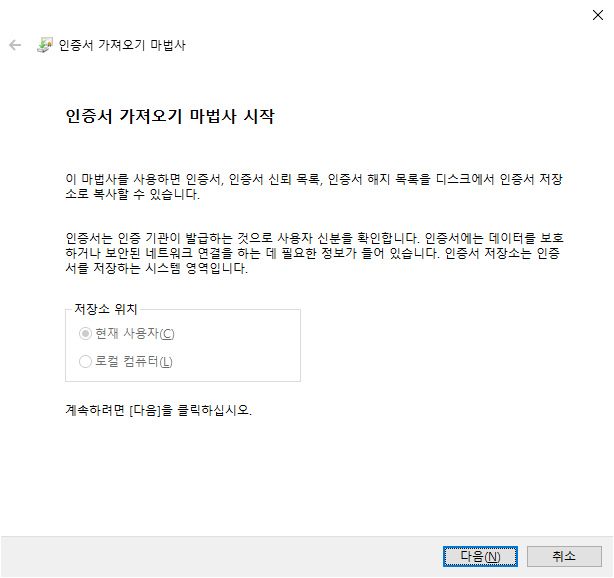 인증서 가져오기 마법사
인증서 가져오기 마법사 시작
이 마법사를 사용하면 인증서, 인증서 신뢰 목록, 인증서 해지 목록을 디스크에서 인증서 저장
소로 복사할 수 있습니다.
인증서는 인증 기관이 발급하는 것으로 사용자 신분을 확인합니다. 인증서에는 데이터를 보호
하거나 보안된 네트워크 연결을 하는 데 필요한 정보가 들어 있습니다. 인증서 저장소는 인증
서를 저장하는 시스템 영역입니다.
저장소 위치
현재 사용자(C)
로컬 컴퓨터(L)
계속하려면 [다음]을 클릭하십시오.
다음(N) 취소